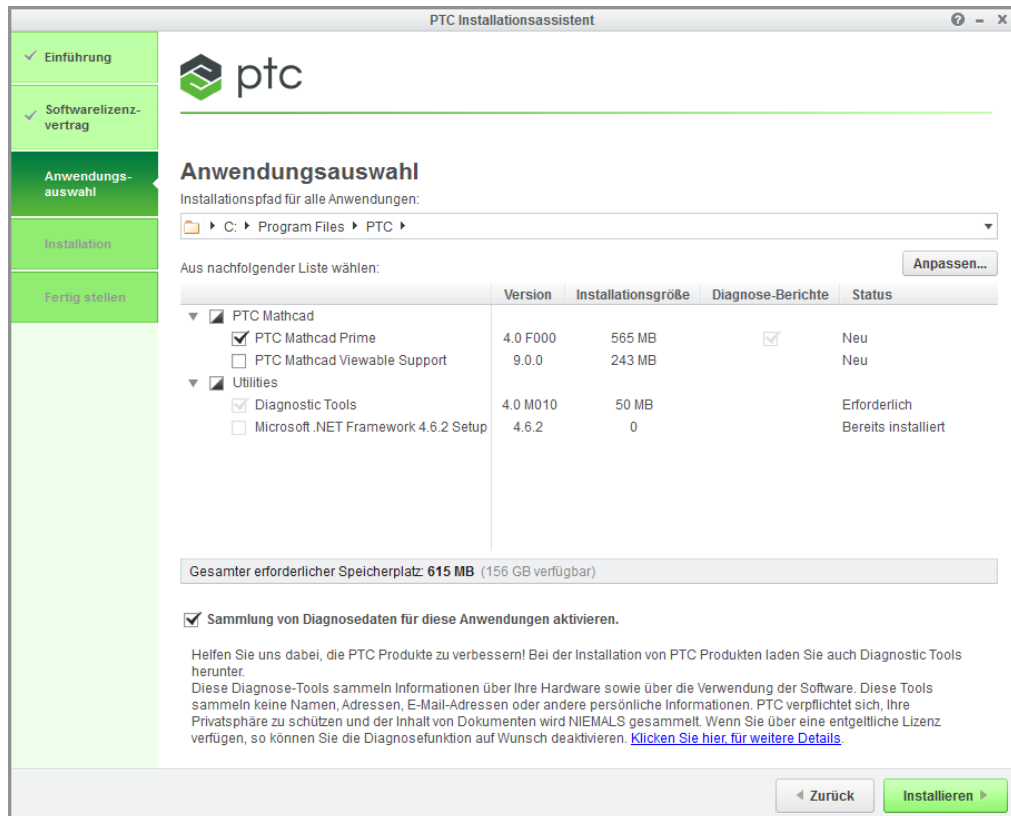 PTC Installationsassistent
Einführung
Softwarelizenz-
vertrag
Anwendungs-
auswahl
Installation
Fertig stellen
ptc
Anwendungsauswahl
Installationspfad für alle Anwendungen:
C: Program Files PTC
Aus nachfolgender Liste wählen:
Anpassen...
Version Installationsgröße Diagnose-Berichte Status
PTC Mathcad
PTC Mathcad Prime 4.0 F000 565 MB Neu
PTC Mathcad Viewable Support 9.0.0 243 MB Neu
Utilities
Diagnostic Tools 4.0 M010 50 MB Erforderlich
Microsoft .NET Framework 4.6.2 Setup 4.6.2 0 Bereits installiert
Gesamter erforderlicher Speicherplatz: 615 MB (156 GB verfügbar)
Sammlung von Diagnosedaten für diese Anwendungen aktivieren.
Helfen Sie uns dabei, die PTC Produkte zu verbessern! Bei der Installation von PTC Produkten laden Sie auch Diagnostic Tools
herunter.
Diese Diagnose-Tools sammeln Informationen über Ihre Hardware sowie über die Verwendung der Software. Diese Tools
sammeln keine Namen, Adressen, E-Mail-Adressen oder andere persönliche Informationen. PTC verpflichtet sich, Ihre
Privatsphäre zu schützen und der Inhalt von Dokumenten wird NIEMALS gesammelt. Wenn Sie über eine entgeltliche Lizenz
verfügen, so können Sie die Diagnosefunktion auf Wunsch deaktivieren. Klicken Sie hier, für weitere Details.
Zurück
Installieren